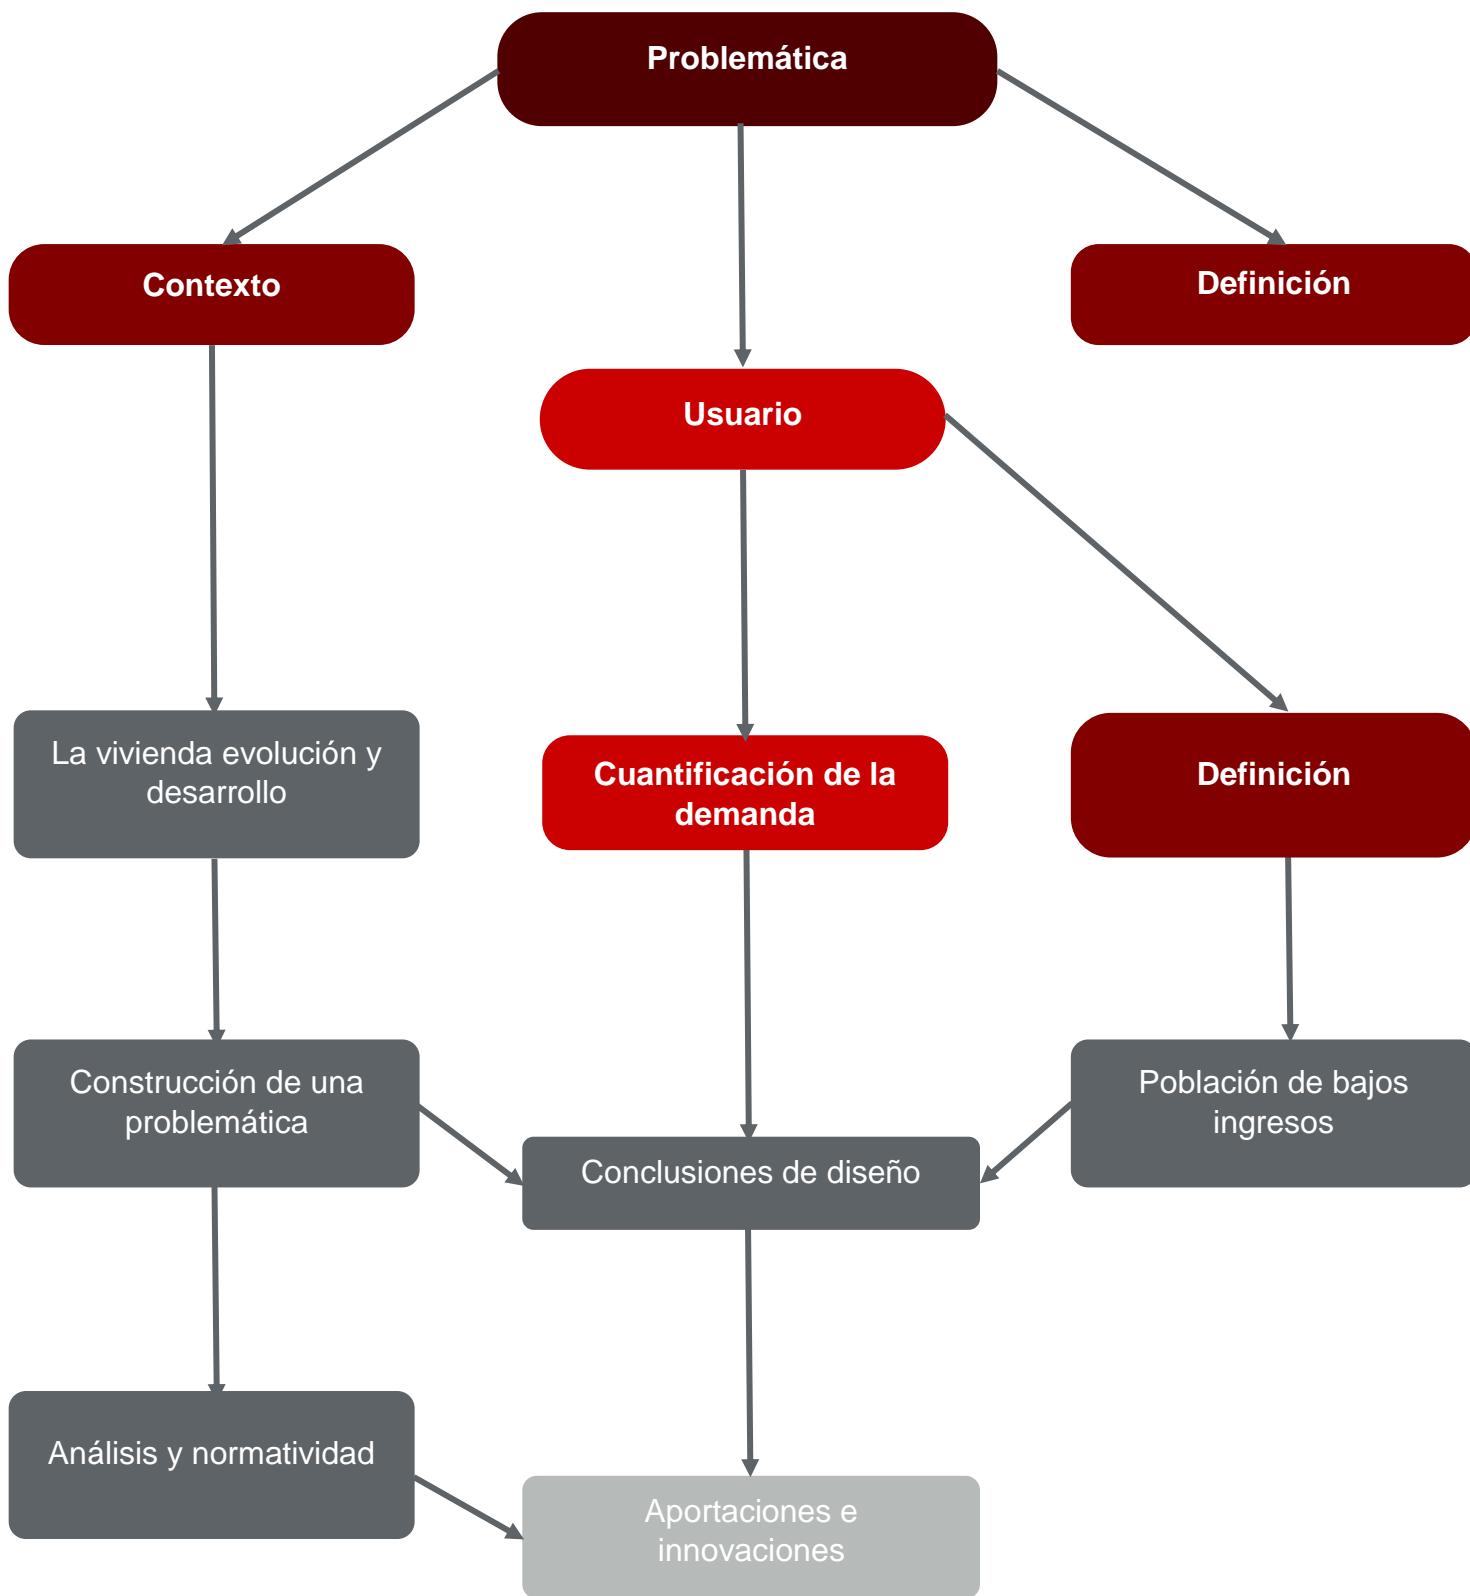 Problemática
Contexto
Definición
Usuario
La vivienda evolución y
desarrollo
Cuantificación de la
demanda
Definición
Construcción de una
problemática
Población de bajos
ingresos
Conclusiones de diseño
Análisis y normatividad
Aportaciones e
innovaciones